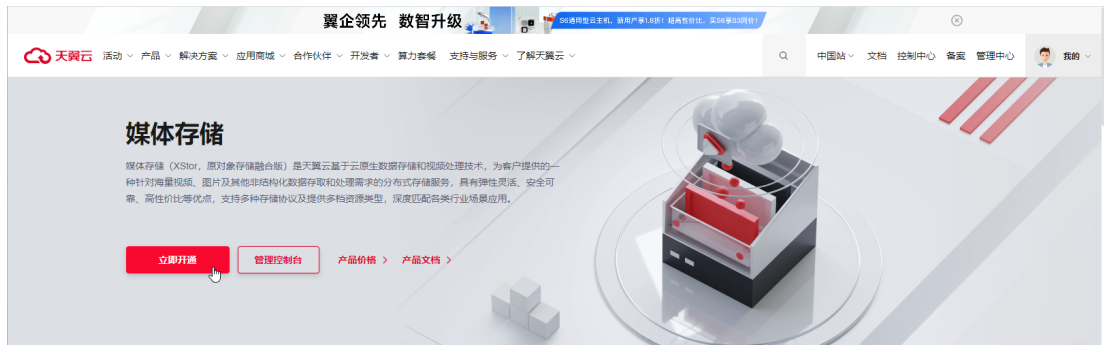 翼企领先 数智升级
S6通用型云主机，新用户享1.8折！超高性价比，买S6享S3同价！
天翼云 活动 产品 解决方案 应用商城 合作伙伴 开发者 算力套餐 支持与服务 了解天翼云 中国站 文档 控制中心 备案 管理中心 我的
媒体存储
媒体存储（XStor，原对象存储融合版）是天翼云基于云原生数据存储和视频处理技术，为客户提供的一
种针对海量视频、图片及其他非结构化数据存取和处理需求的分布式存储服务，具有弹性灵活、安全可
靠、高性价比等优点，支持多种存储协议及提供多档资源类型，深度匹配各类行业场景应用。
立即开通 管理控制台 产品价格 产品文档